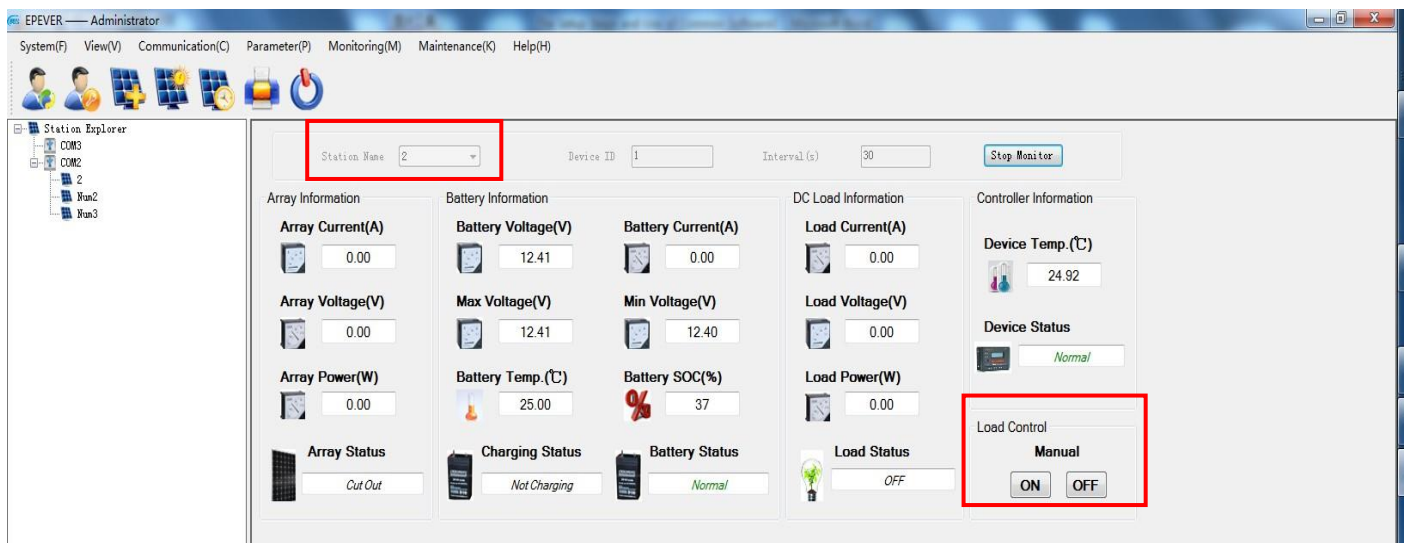 EPEVER —— Administrator
System(F) View(V) Communication(C) Parameter(P) Monitoring(M) Maintenance(K) Help(H)
Station Explorer
COM3
COM2
2
Num2
Num3
Station Name 2 Device ID 1 Interval(s) 30 Stop Monitor
Array Information
Array Current(A)
0.00
Array Voltage(V)
0.00
Array Power(W)
0.00
Array Status
Cut Out
Battery Information
Battery Voltage(V) Battery Current(A)
12.41 0.00
Max Voltage(V) Min Voltage(V)
12.41 12.40
Battery Temp.(℃) Battery SOC(%)
25.00 37
Charging Status Battery Status
Not Charging Normal
DC Load Information
Load Current(A)
0.00
Load Voltage(V)
0.00
Load Power(W)
0.00
Load Status
OFF
Controller Information
Device Temp.(℃)
24.92
Device Status
Normal
Load Control
Manual
ON OFF